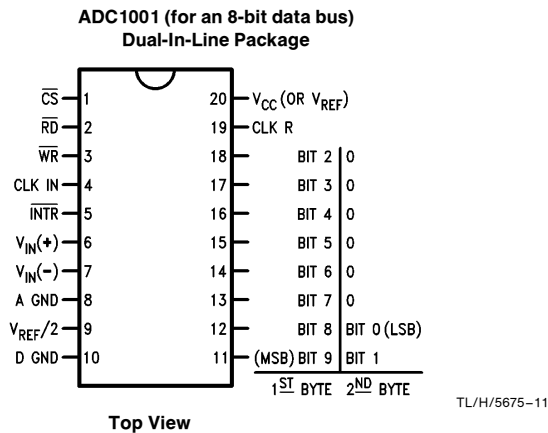 ADC1001 (for an 8-bit data bus)
Dual-In-Line Package
CS 1 20 VCC (OR VREF)
RD 2 19 CLK R
WR 3 18 BIT 2 0
CLK IN 4 17 BIT 3 0
INTR 5 16 BIT 4 0
VIN(+) 6 15 BIT 5 0
VIN(−) 7 14 BIT 6 0
A GND 8 13 BIT 7 0
VREF/2 9 12 BIT 8 BIT 0 (LSB)
D GND 10 11 (MSB) BIT 9 BIT 1
1ST BYTE 2ND BYTE
TL/H/5675–11
Top View